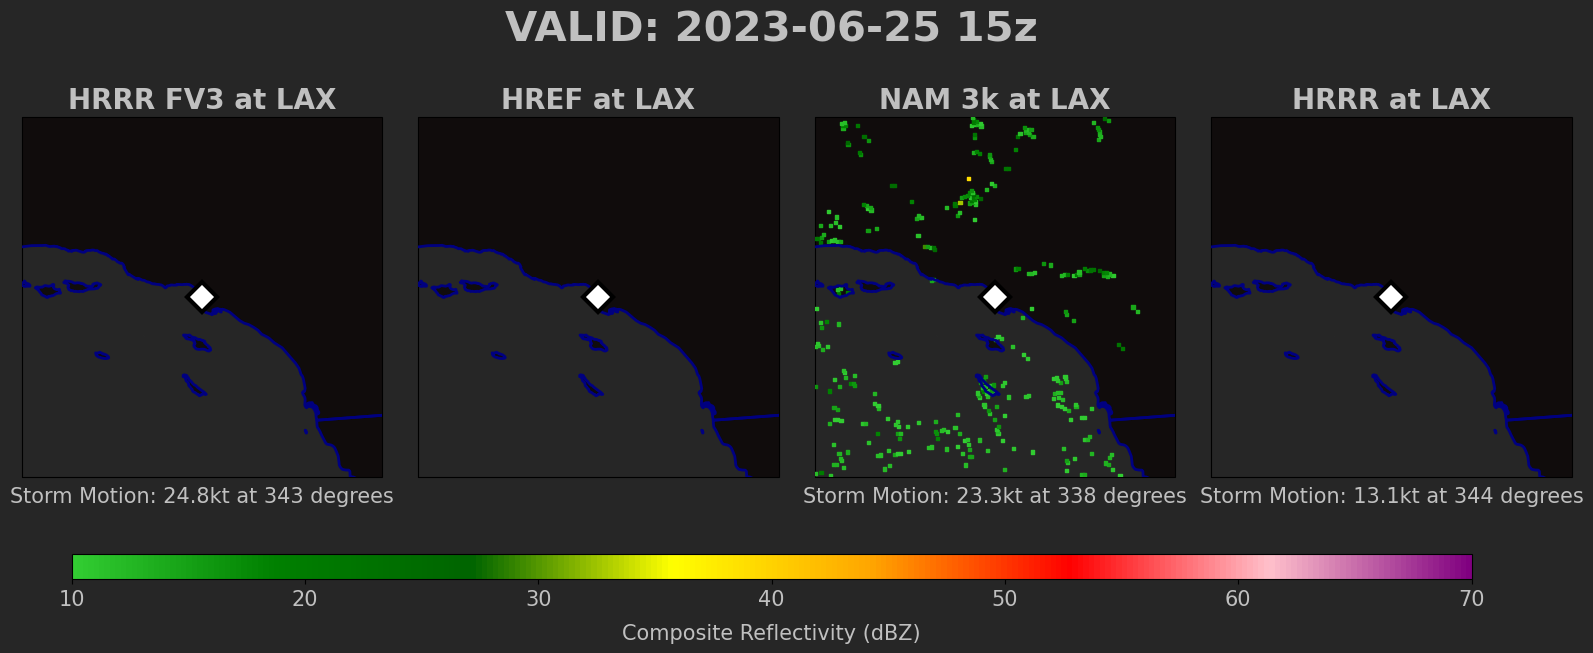 VALID: 2023-06-25 15z
HRRR FV3 at LAX
HREF at LAX
NAM 3k at LAX
HRRR at LAX
Storm Motion: 24.8kt at 343 degrees
Storm Motion: 23.3kt at 338 degrees
Storm Motion: 13.1kt at 344 degrees
10 20 30 40 50 60 70
Composite Reflectivity (dBZ)